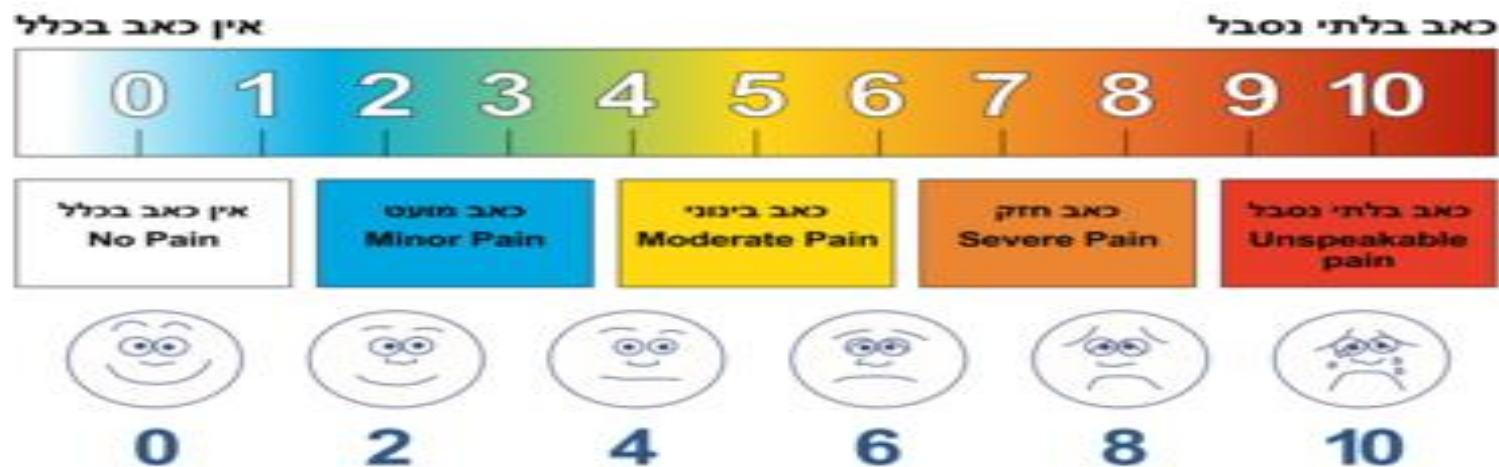 אין כאב בכלל
כאב בלתי נסבל
0 1 2 3 4 5 6 7 8 9 10
אין כאב בכלל
No Pain
כאב מועט
Minor Pain
כאב בינוני
Moderate Pain
כאב חזק
Severe Pain
כאב בלתי נסבל
Unspeakable
pain
0 2 4 6 8 10